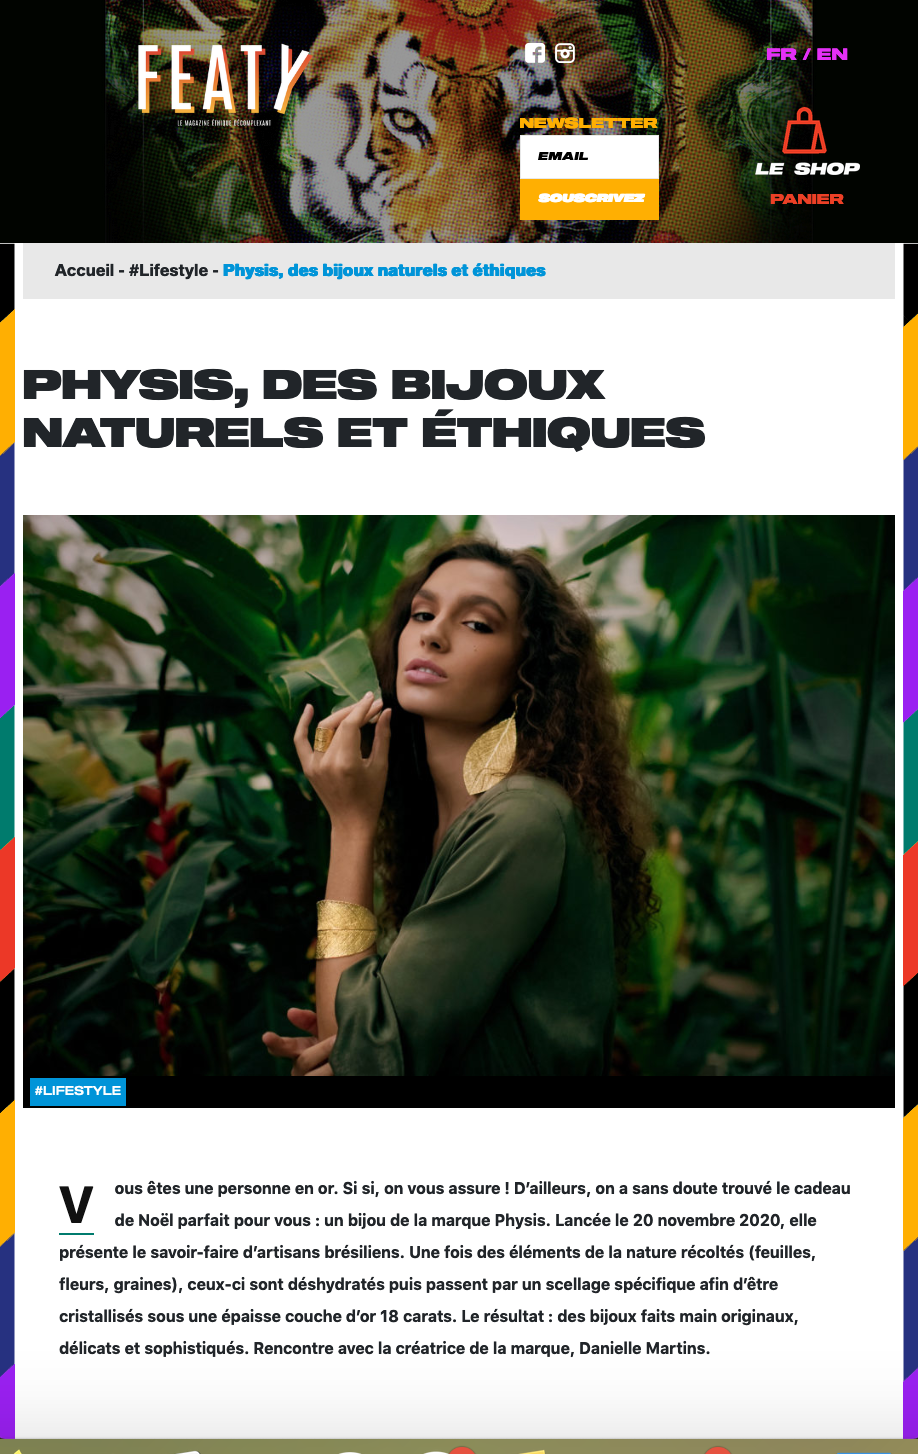 FEATY
LE MAGAZINE ÉTHIQUE DÉCOMPLEXANT
FR / EN
NEWSLETTER
EMAIL
SOUSCRIVEZ
LE SHOP
PANIER
Accueil - #Lifestyle - Physis, des bijoux naturels et éthiques
PHYSIS, DES BIJOUX
NATURELS ET ÉTHIQUES
#LIFESTYLE
Vous êtes une personne en or. Si si, on vous assure ! D’ailleurs, on a sans doute trouvé le cadeau
de Noël parfait pour vous : un bijou de la marque Physis. Lancée le 20 novembre 2020, elle
présente le savoir-faire d’artisans brésiliens. Une fois des éléments de la nature récoltés (feuilles,
fleurs, graines), ceux-ci sont déshydratés puis passent par un scellage spécifique afin d’être
cristallisés sous une épaisse couche d’or 18 carats. Le résultat : des bijoux faits main originaux,
délicats et sophistiqués. Rencontre avec la créatrice de la marque, Danielle Martins.